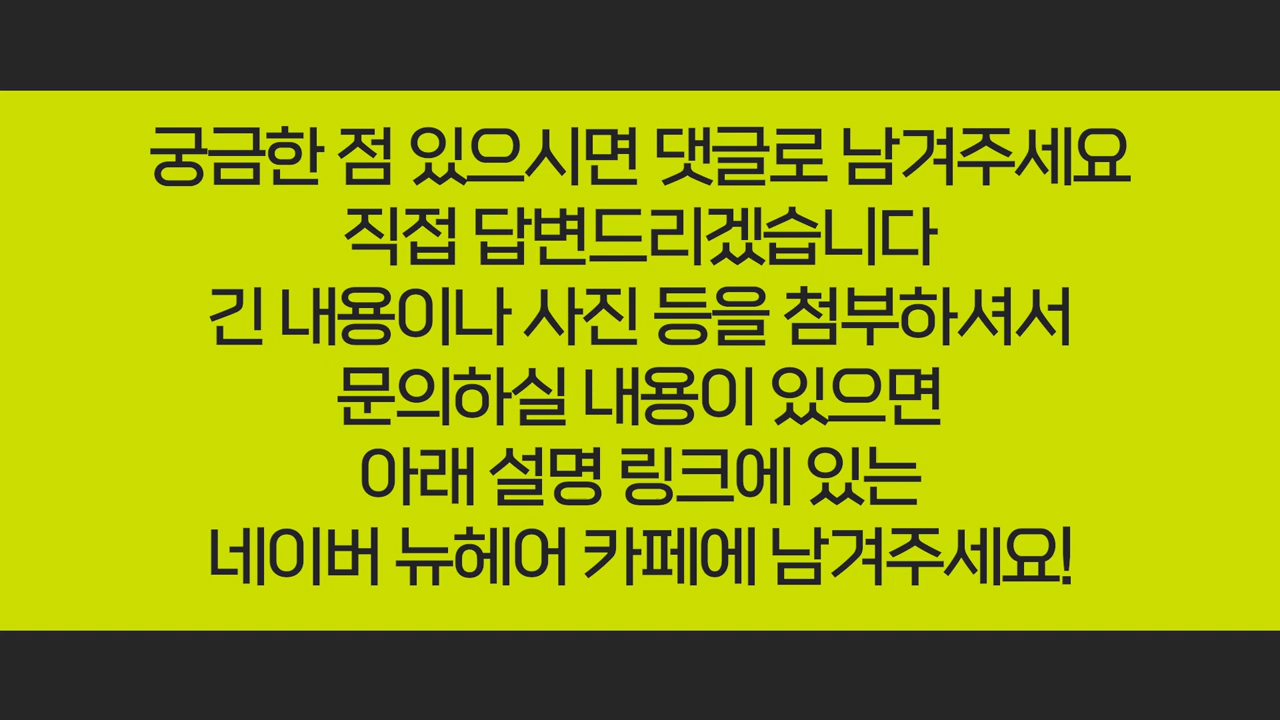 궁금한 점 있으시면 댓글로 남겨주세요
직접 답변드리겠습니다
긴 내용이나 사진 등을 첨부하셔서
문의하실 내용이 있으면
아래 설명 링크에 있는
네이버 뉴헤어 카페에 남겨주세요!